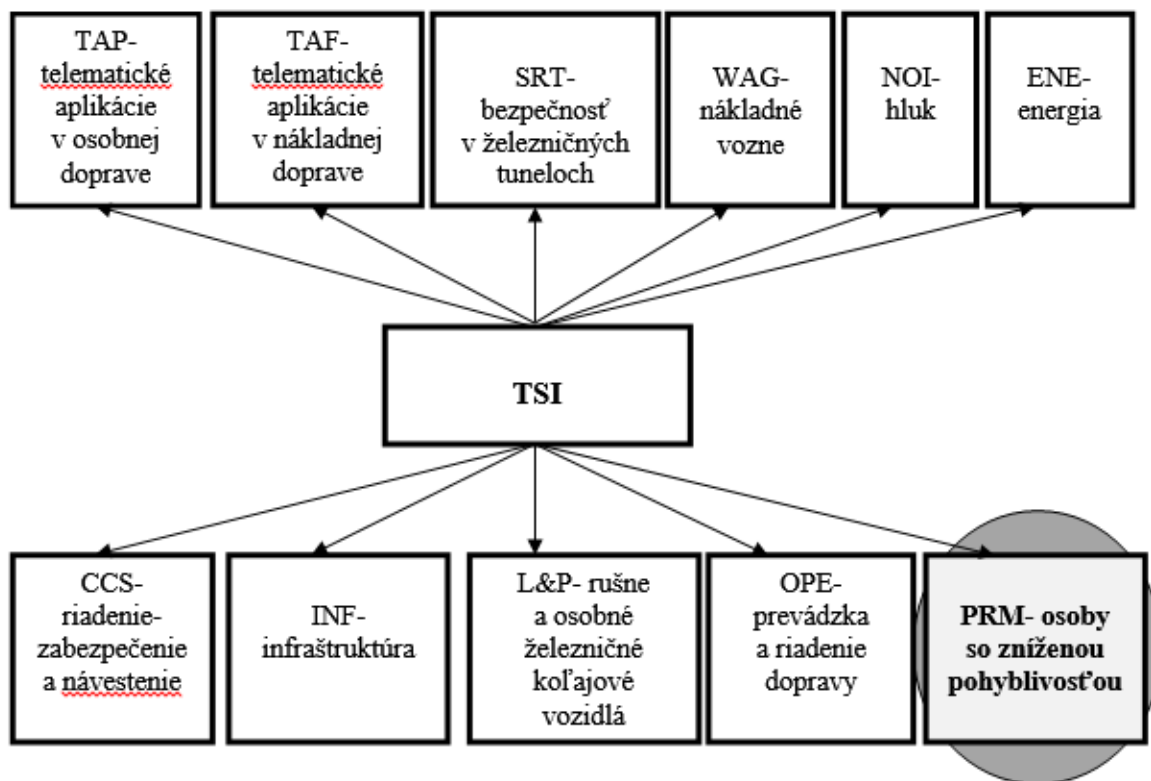 TAP-
telematické
aplikácie
v osobnej
doprave
TAF-
telematické
aplikácie
v nákladnej
doprave
SRT-
bezpečnosť
v železničných
tuneloch
WAG-
nákladné
vozne
NOI-
hluk
ENE-
energia
TSI
CCS-
riadenie-
zabezpečenie
a návestenie
INF-
infraštruktúra
L&P- rušne
a osobné
železničné
koľajové
vozidlá
OPE-
prevádzka
a riadenie
dopravy
PRM- osoby
so zníženou
pohyblivosťou